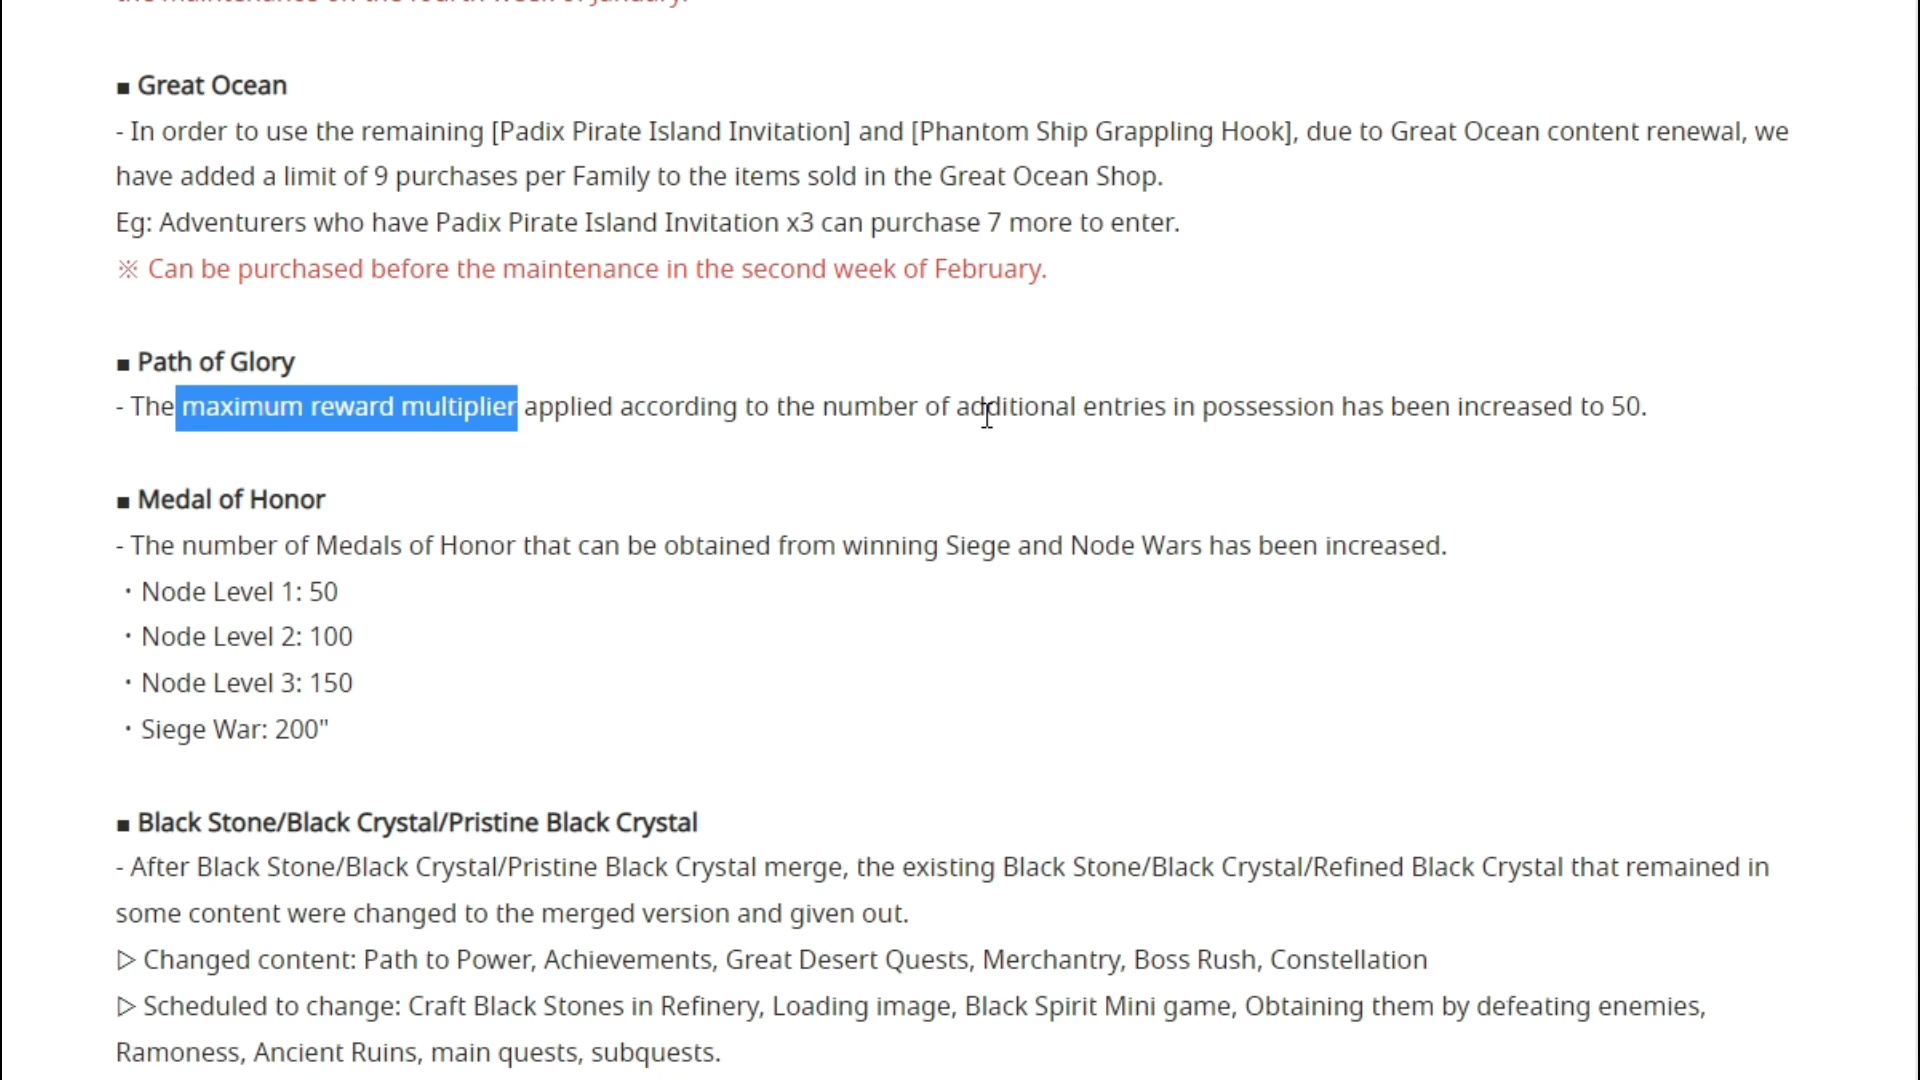 the maintenance on the fourth week of January.
■ Great Ocean
- In order to use the remaining [Padix Pirate Island Invitation] and [Phantom Ship Grappling Hook], due to Great Ocean content renewal, we
have added a limit of 9 purchases per Family to the items sold in the Great Ocean Shop.
Eg: Adventurers who have Padix Pirate Island Invitation x3 can purchase 7 more to enter.
※ Can be purchased before the maintenance in the second week of February.
■ Path of Glory
- The maximum reward multiplier applied according to the number of additional entries in possession has been increased to 50.
■ Medal of Honor
- The number of Medals of Honor that can be obtained from winning Siege and Node Wars has been increased.
・Node Level 1: 50
・Node Level 2: 100
・Node Level 3: 150
・Siege War: 200"
■ Black Stone/Black Crystal/Pristine Black Crystal
- After Black Stone/Black Crystal/Pristine Black Crystal merge, the existing Black Stone/Black Crystal/Refined Black Crystal that remained in
some content were changed to the merged version and given out.
▷ Changed content: Path to Power, Achievements, Great Desert Quests, Merchantry, Boss Rush, Constellation
▷ Scheduled to change: Craft Black Stones in Refinery, Loading image, Black Spirit Mini game, Obtaining them by defeating enemies,
Ramoness, Ancient Ruins, main quests, subquests.